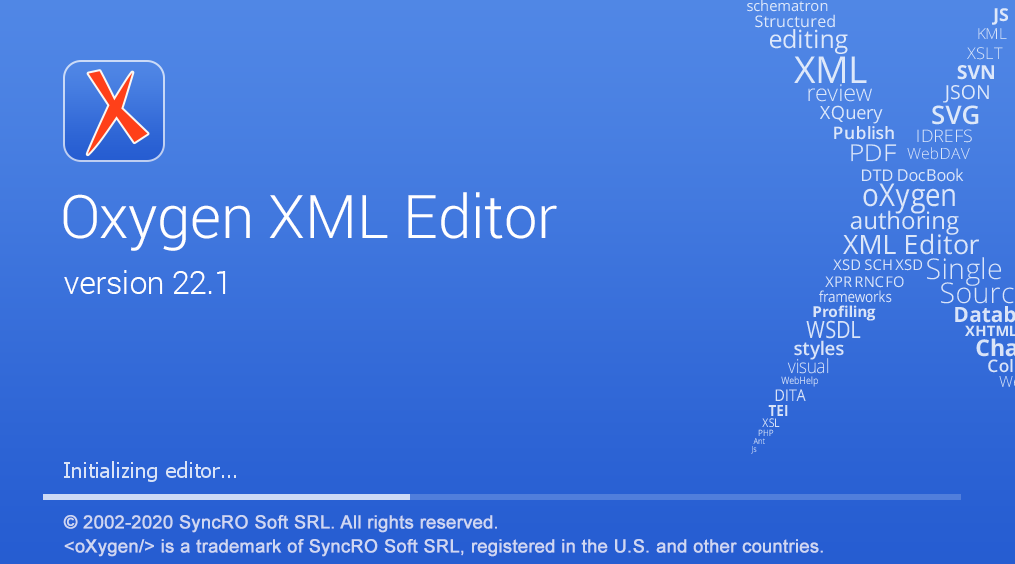 Oxygen XML Editor
version 22.1
Initializing editor...
© 2002-2020 SyncRO Soft SRL. All rights reserved.
<oXygen/> is a trademark of SyncRO Soft SRL, registered in the U.S. and other countries.
schematron
Structured
editing
XML
review
XQuery
Publish
PDF
JS
KML
XSLT
SVN
JSON
SVG
IDREFS
WebDAV
DTD DocBook
oXygen
authoring
XML Editor
XSD SCH XSD Single
XPR RNC FO Sourc
frameworks
Profiling
WSDL
styles
visual
WebHelp
DITA
TEI
XSL
PHP
Ant
Js
Datab
XHTML
Cha
Col
We